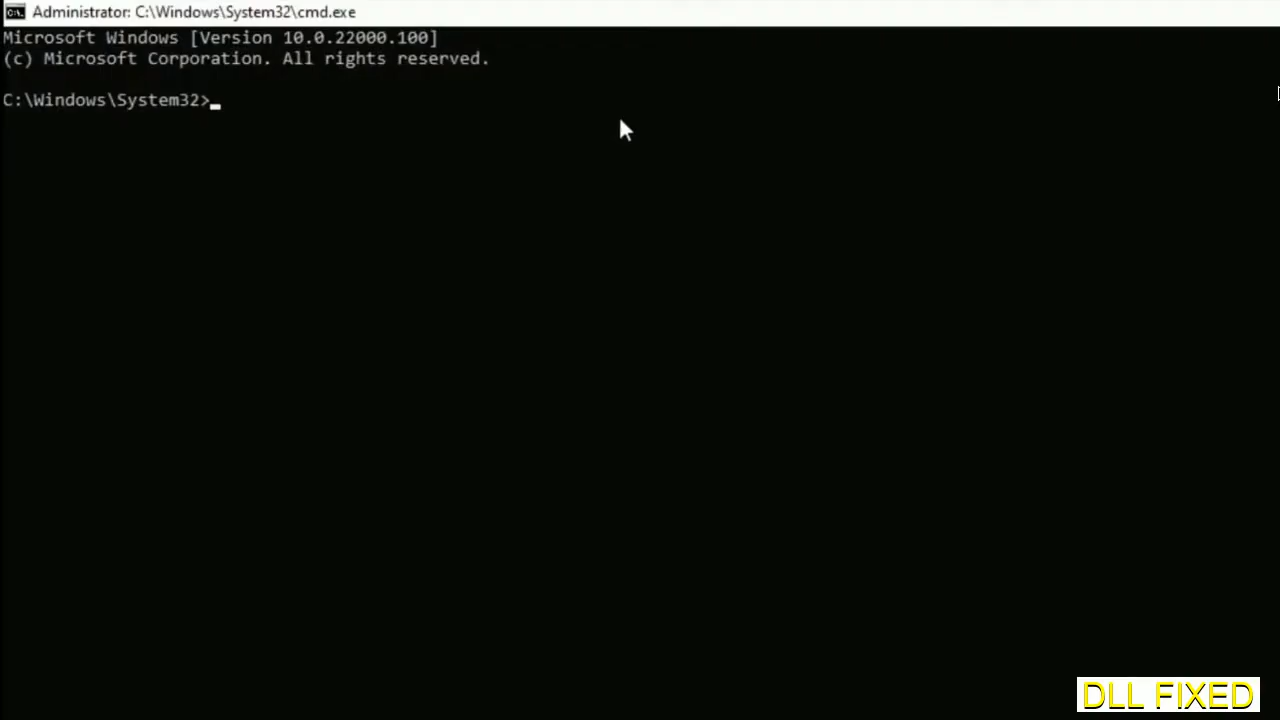 Administrator: C:\Windows\System32\cmd.exe
Microsoft Windows [Version 10.0.22000.100]
(c) Microsoft Corporation. All rights reserved.
C:\Windows\System32>
DLL FIXED